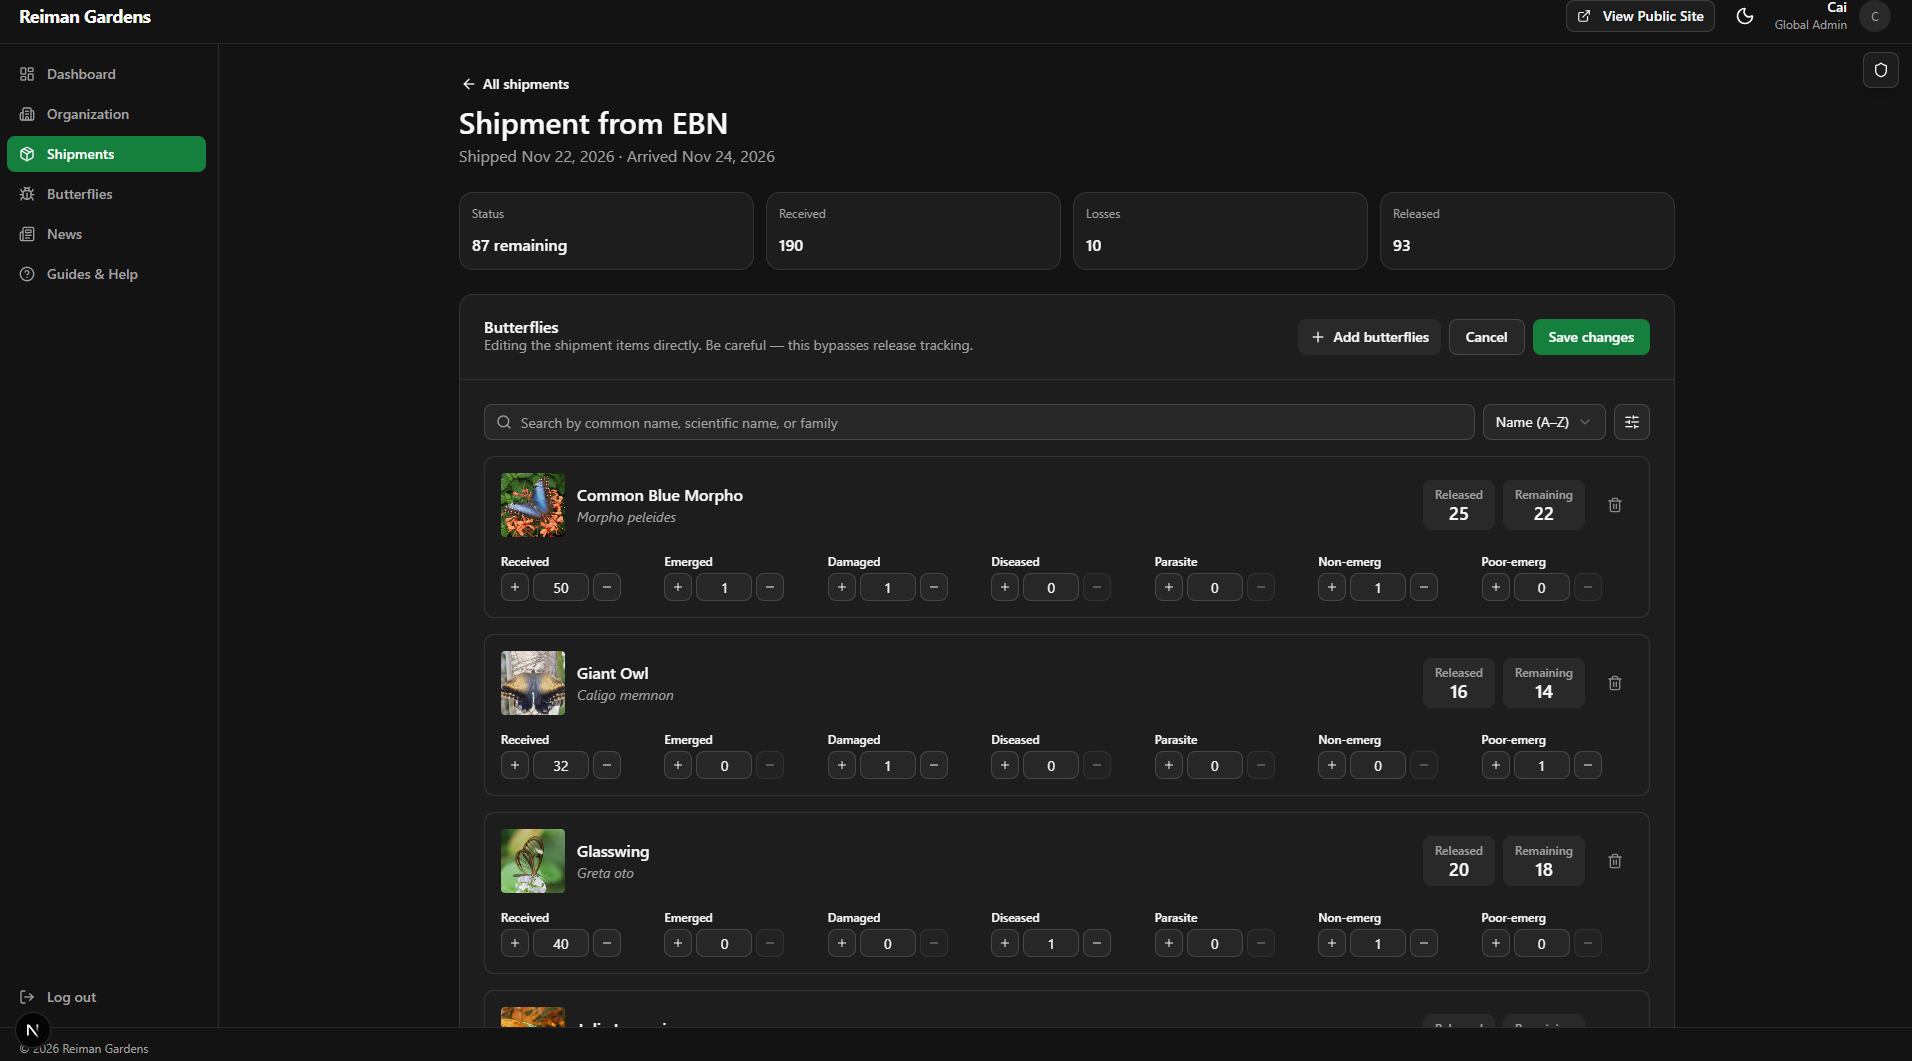 Reiman Gardens
View Public Site
Cai
Global Admin
C
Dashboard
Organization
Shipments
Butterflies
News
Guides & Help
Log out
N
© 2026 Reiman Gardens
All shipments
Shipment from EBN
Shipped Nov 22, 2026 · Arrived Nov 24, 2026
Status
87 remaining
Received
190
Losses
10
Released
93
Butterflies
Editing the shipment items directly. Be careful — this bypasses release tracking.
+ Add butterflies
Cancel
Save changes
Search by common name, scientific name, or family
Name (A–Z)
Common Blue Morpho
Morpho peleides
Released
25
Remaining
22
Received Emerged Damaged Diseased Parasite Non-emerg Poor-emerg
+ 50 − + 1 − + 1 − + 0 − + 0 − + 1 − + 0 −
Giant Owl
Caligo memnon
Released
16
Remaining
14
Received Emerged Damaged Diseased Parasite Non-emerg Poor-emerg
+ 32 − + 0 − + 1 − + 0 − + 0 − + 0 − + 1 −
Glasswing
Greta oto
Released
20
Remaining
18
Received Emerged Damaged Diseased Parasite Non-emerg Poor-emerg
+ 40 − + 0 − + 0 − + 1 − + 0 − + 1 − + 0 −